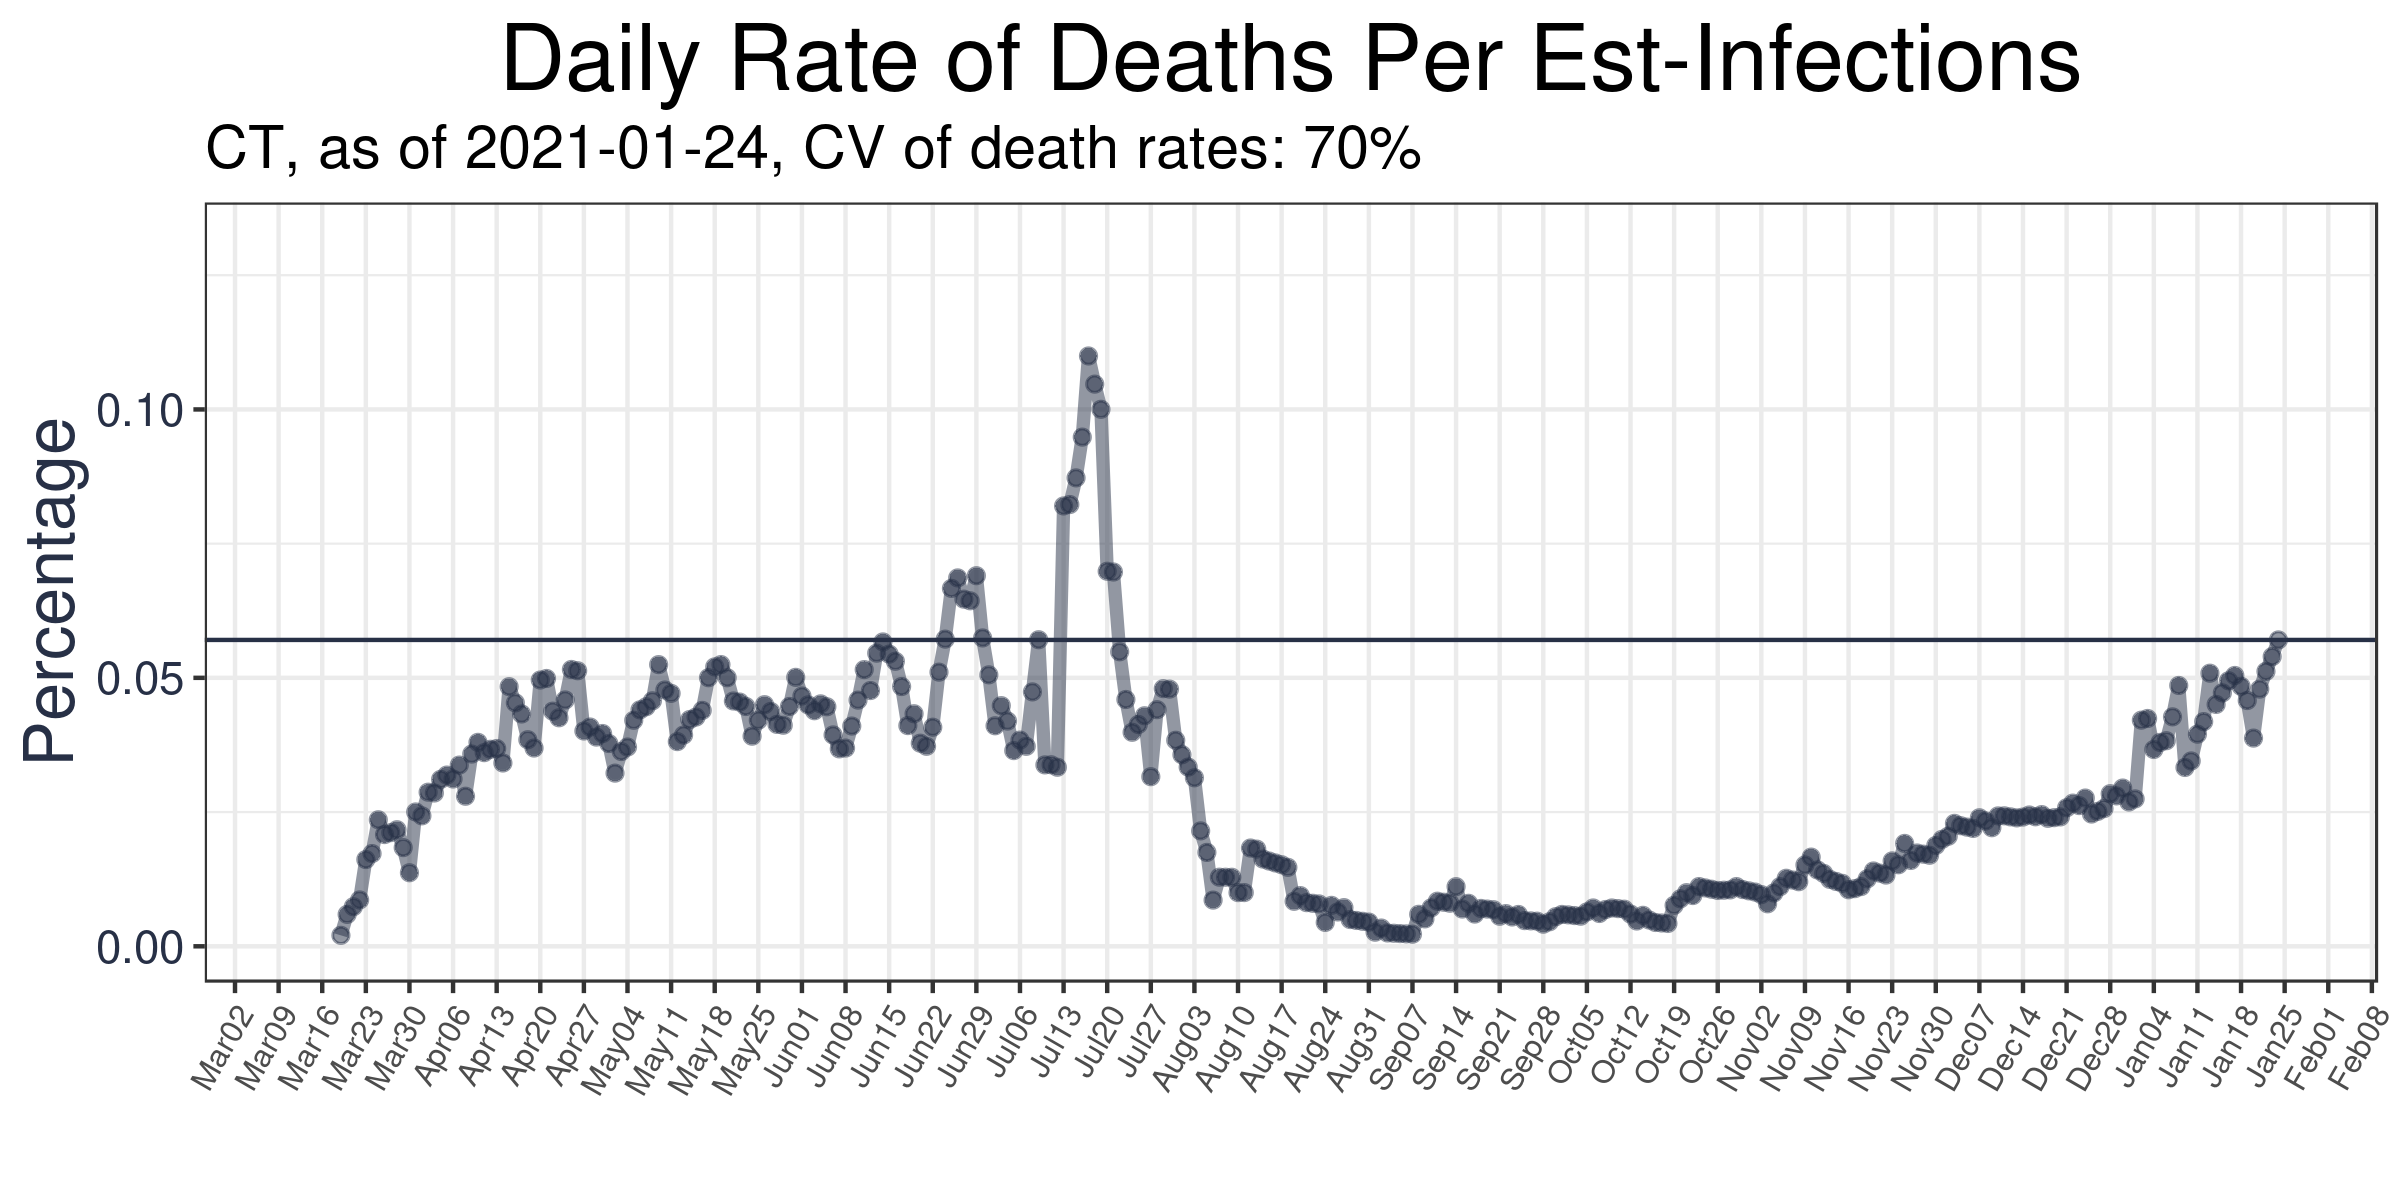 Daily Rate of Deaths Per Est-Infections
CT, as of 2021-01-24, CV of death rates: 70%
Percentage
0.10
0.05
0.00
Mar02
Mar09
Mar16
Mar23
Mar30
Apr06
Apr13
Apr20
Apr27
May04
May11
May18
May25
Jun01
Jun08
Jun15
Jun22
Jun29
Jul06
Jul13
Jul20
Jul27
Aug03
Aug10
Aug17
Aug24
Aug31
Sep07
Sep14
Sep21
Sep28
Oct05
Oct12
Oct19
Oct26
Nov02
Nov09
Nov16
Nov23
Nov30
Dec07
Dec14
Dec21
Dec28
Jan04
Jan11
Jan18
Jan25
Feb01
Feb08